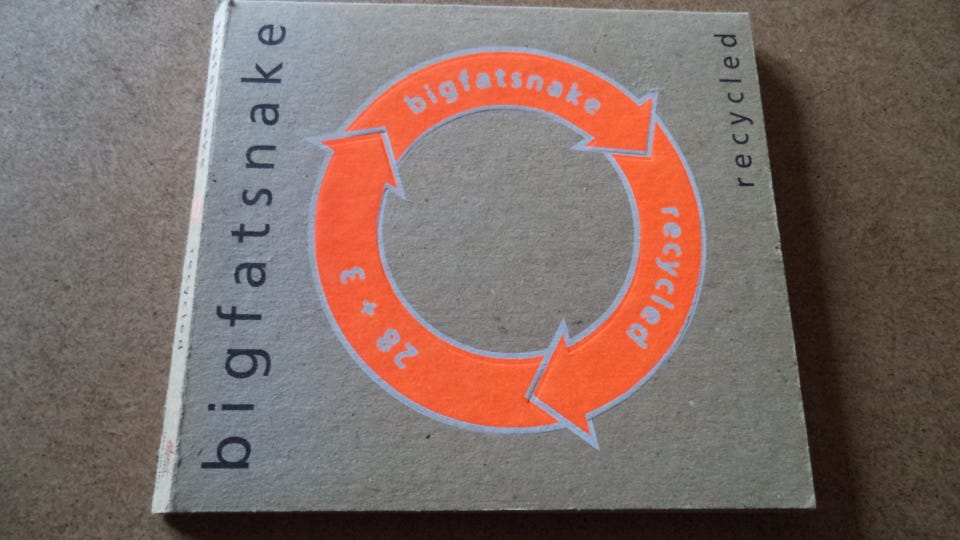 bigfatsnake
recycled
bigfatsnake
recycled
28 + 3